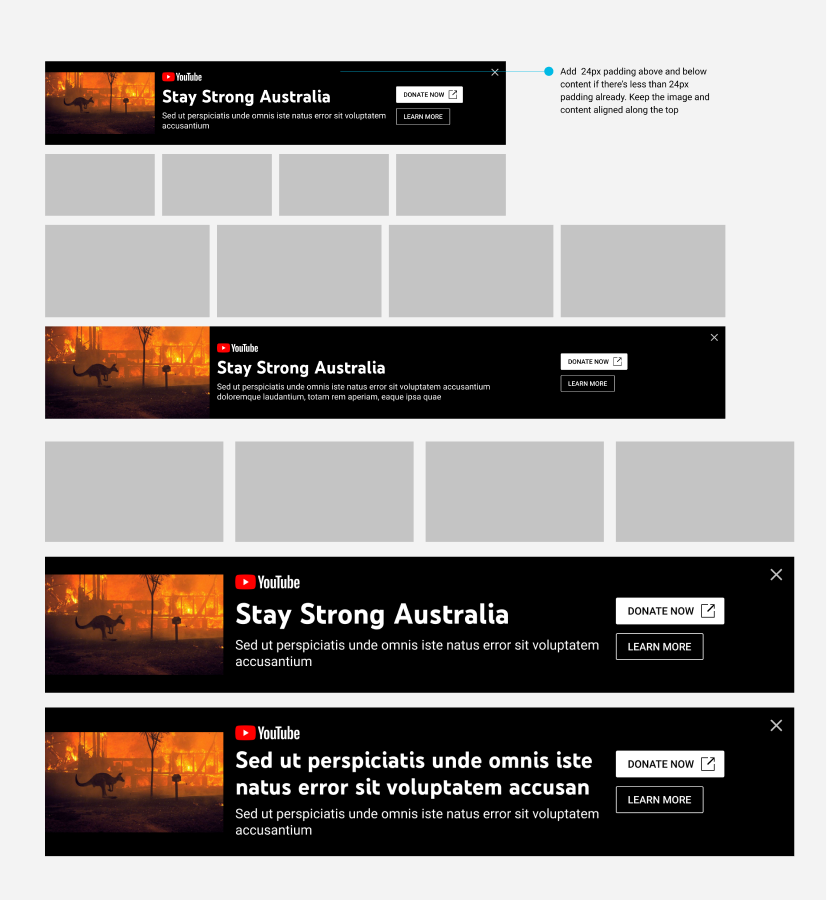 YouTube
Stay Strong Australia
Sed ut perspiciatis unde omnis iste natus error sit voluptatem
accusantium
DONATE NOW
LEARN MORE
Add 24px padding above and below
content if there's less than 24px
padding already. Keep the image and
content aligned along the top
YouTube
Stay Strong Australia
Sed ut perspiciatis unde omnis iste natus error sit voluptatem accusantium
doloremque laudantium, totam rem aperiam, eaque ipsa quae
DONATE NOW
LEARN MORE
YouTube
Stay Strong Australia
Sed ut perspiciatis unde omnis iste natus error sit voluptatem
accusantium
DONATE NOW
LEARN MORE
YouTube
Sed ut perspiciatis unde omnis iste
natus error sit voluptatem accusan
Sed ut perspiciatis unde omnis iste natus error sit voluptatem
accusantium
DONATE NOW
LEARN MORE